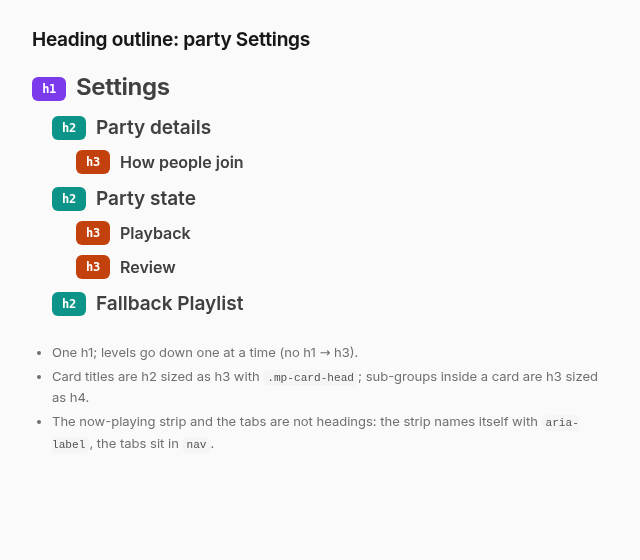 Heading outline: party Settings
h1 Settings
h2 Party details
h3 How people join
h2 Party state
h3 Playback
h3 Review
h2 Fallback Playlist
• One h1; levels go down one at a time (no h1 → h3).
• Card titles are h2 sized as h3 with .mp-card-head ; sub-groups inside a card are h3 sized
as h4.
• The now-playing strip and the tabs are not headings: the strip names itself with aria-
label , the tabs sit in nav .